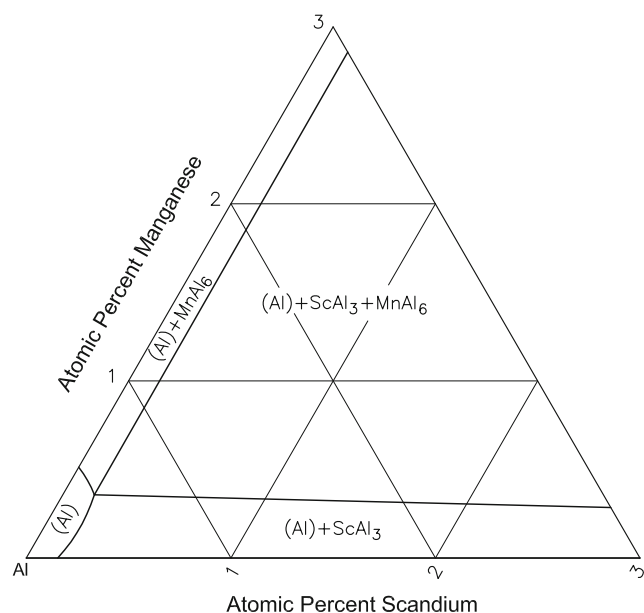 3
Atomic Percent Manganese
2
(Al)+MnAl₆
(Al)+ScAl₃+MnAl₆
1
(Al)
(Al)+ScAl₃
Al
1
2
3
Atomic Percent Scandium